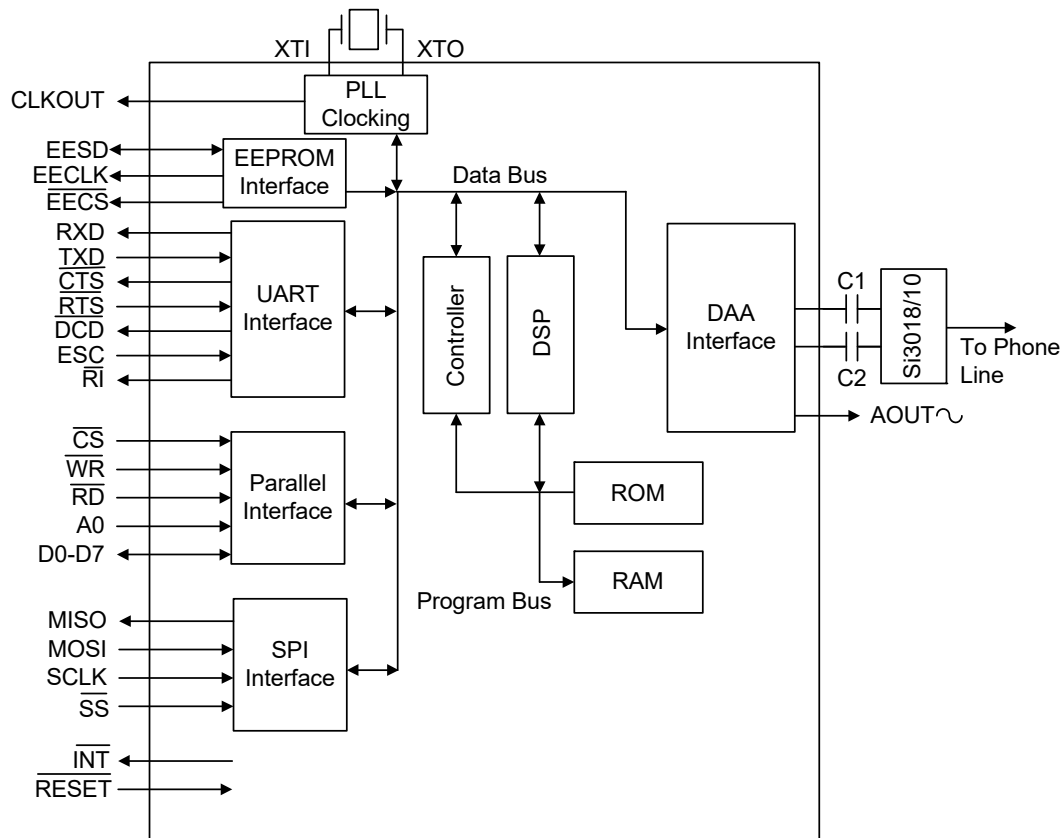 XTI
XTO
PLL
Clocking
CLKOUT
EESD
EECLK
EECS
EEPROM
Interface
Data Bus
RXD
TXD
CTS
RTS
DCD
ESC
RI
UART
Interface
Controller
DSP
DAA
Interface
C1
C2
Si3018/10
To Phone
Line
AOUT
CS
WR
RD
A0
D0-D7
Parallel
Interface
ROM
RAM
Program Bus
MISO
MOSI
SCLK
SS
SPI
Interface
INT
RESET